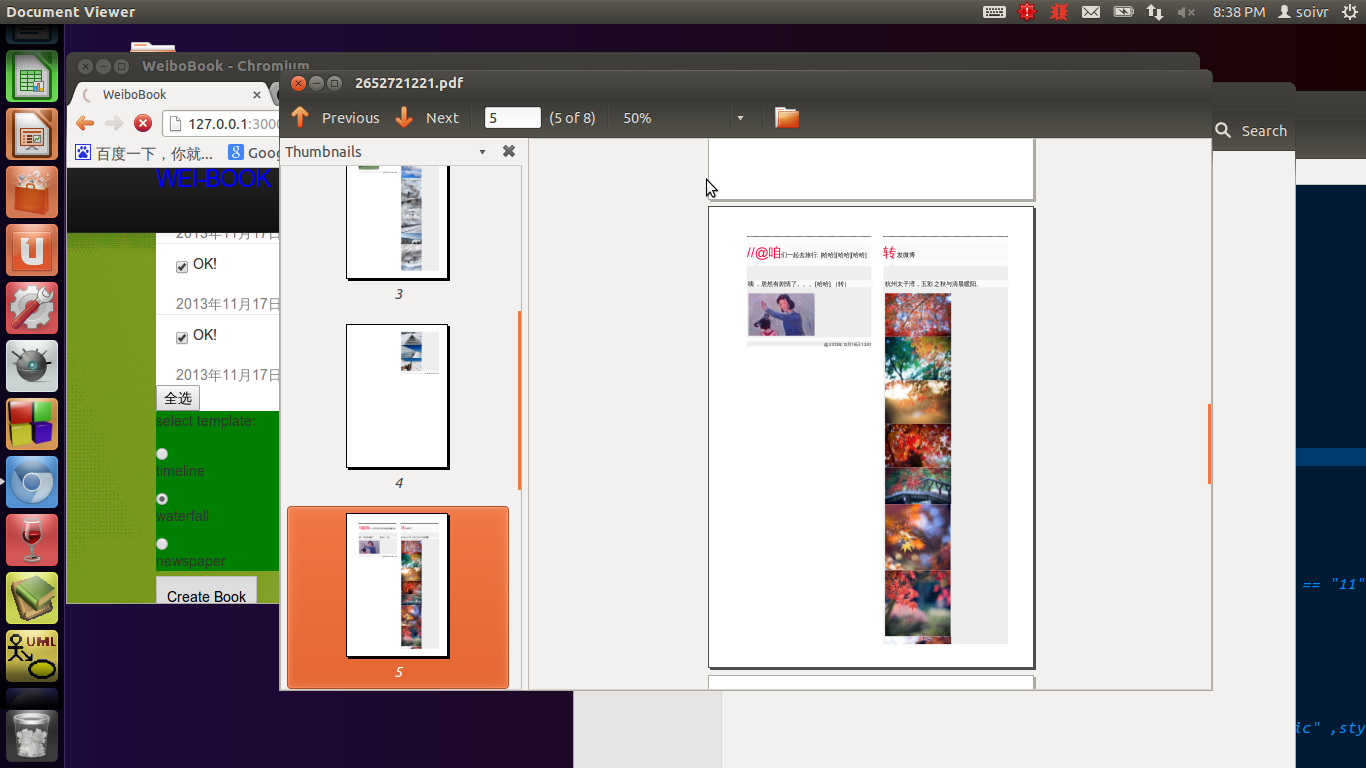 Document Viewer
8:38 PM
soivr
WeiboBook - Chromium
2652721221.pdf
WeiboBook
Previous
Next
5
(5 of 8)
50%
Search
127.0.0.1:3000
百度一下，你就...
Goog
Thumbnails
WEI-BOOK
2013年11月17日
OK!
2013年11月17日
OK!
2013年11月17日
全选
select template:
timeline
waterfall
newspaper
Create Book
3
4
5
//@咱们一起去旅行: [哈哈][哈哈][哈哈]
咦，居然有剧情了。。。[哈哈] （转）
转 发微博
杭州太子湾，五彩之秋与清晨暖阳。
== "11"
ic" ,sty
UML